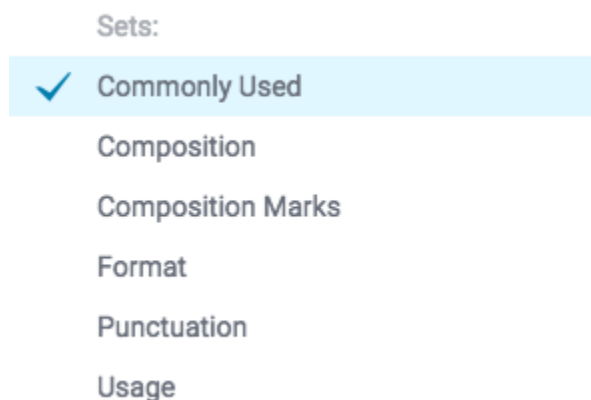 Sets:
Commonly Used
Composition
Composition Marks
Format
Punctuation
Usage